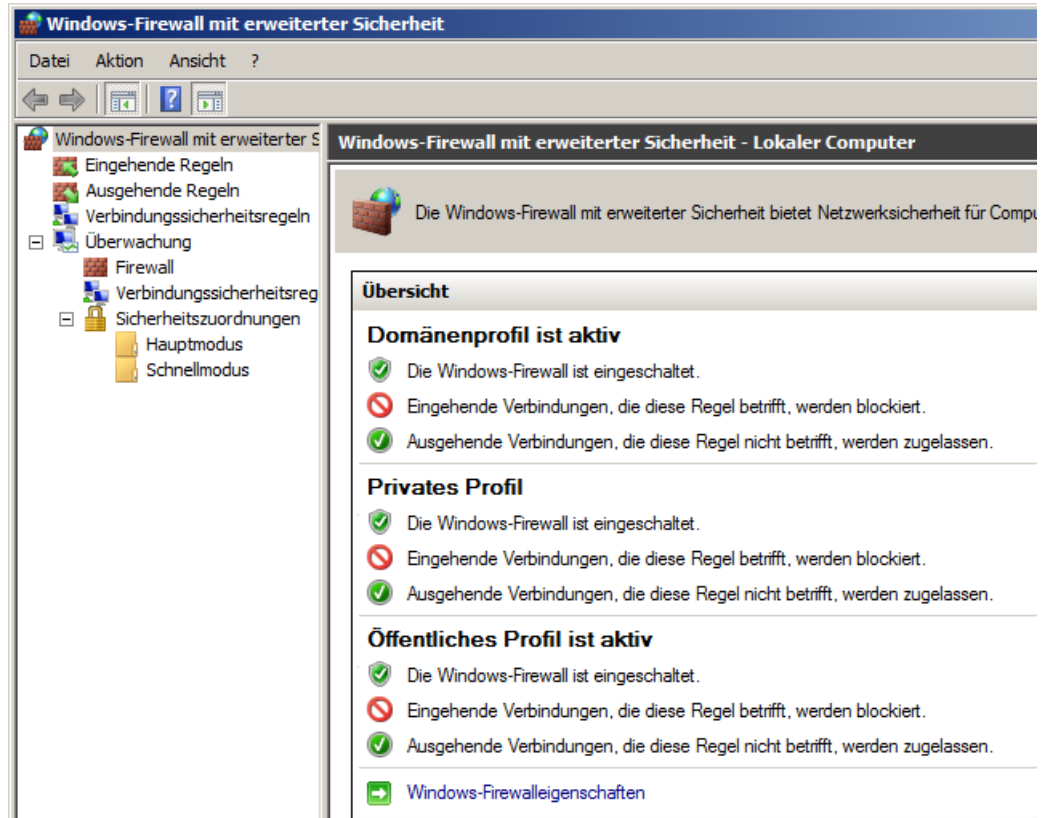 Windows-Firewall mit erweiterter Sicherheit
Datei Aktion Ansicht ?
Windows-Firewall mit erweiterter S
Eingehende Regeln
Ausgehende Regeln
Verbindungssicherheitsregeln
Überwachung
Firewall
Verbindungssicherheitsreg
Sicherheitszuordnungen
Hauptmodus
Schnellmodus
Windows-Firewall mit erweiterter Sicherheit - Lokaler Computer
Die Windows-Firewall mit erweiterter Sicherheit bietet Netzwerksicherheit für Compu
Übersicht
Domänenprofil ist aktiv
Die Windows-Firewall ist eingeschaltet.
Eingehende Verbindungen, die diese Regel betrifft, werden blockiert.
Ausgehende Verbindungen, die diese Regel nicht betrifft, werden zugelassen.
Privates Profil
Die Windows-Firewall ist eingeschaltet.
Eingehende Verbindungen, die diese Regel betrifft, werden blockiert.
Ausgehende Verbindungen, die diese Regel nicht betrifft, werden zugelassen.
Öffentliches Profil ist aktiv
Die Windows-Firewall ist eingeschaltet.
Eingehende Verbindungen, die diese Regel betrifft, werden blockiert.
Ausgehende Verbindungen, die diese Regel nicht betrifft, werden zugelassen.
Windows-Firewalleigenschaften